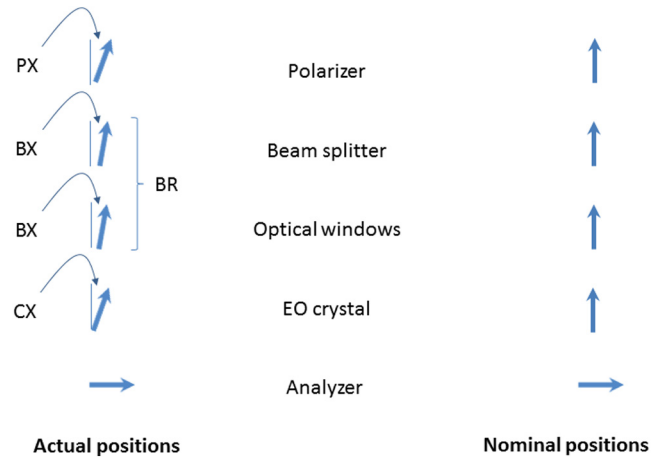 PX
Polarizer
BX
Beam splitter
BR
BX
Optical windows
CX
EO crystal
Analyzer
Actual positions
Nominal positions